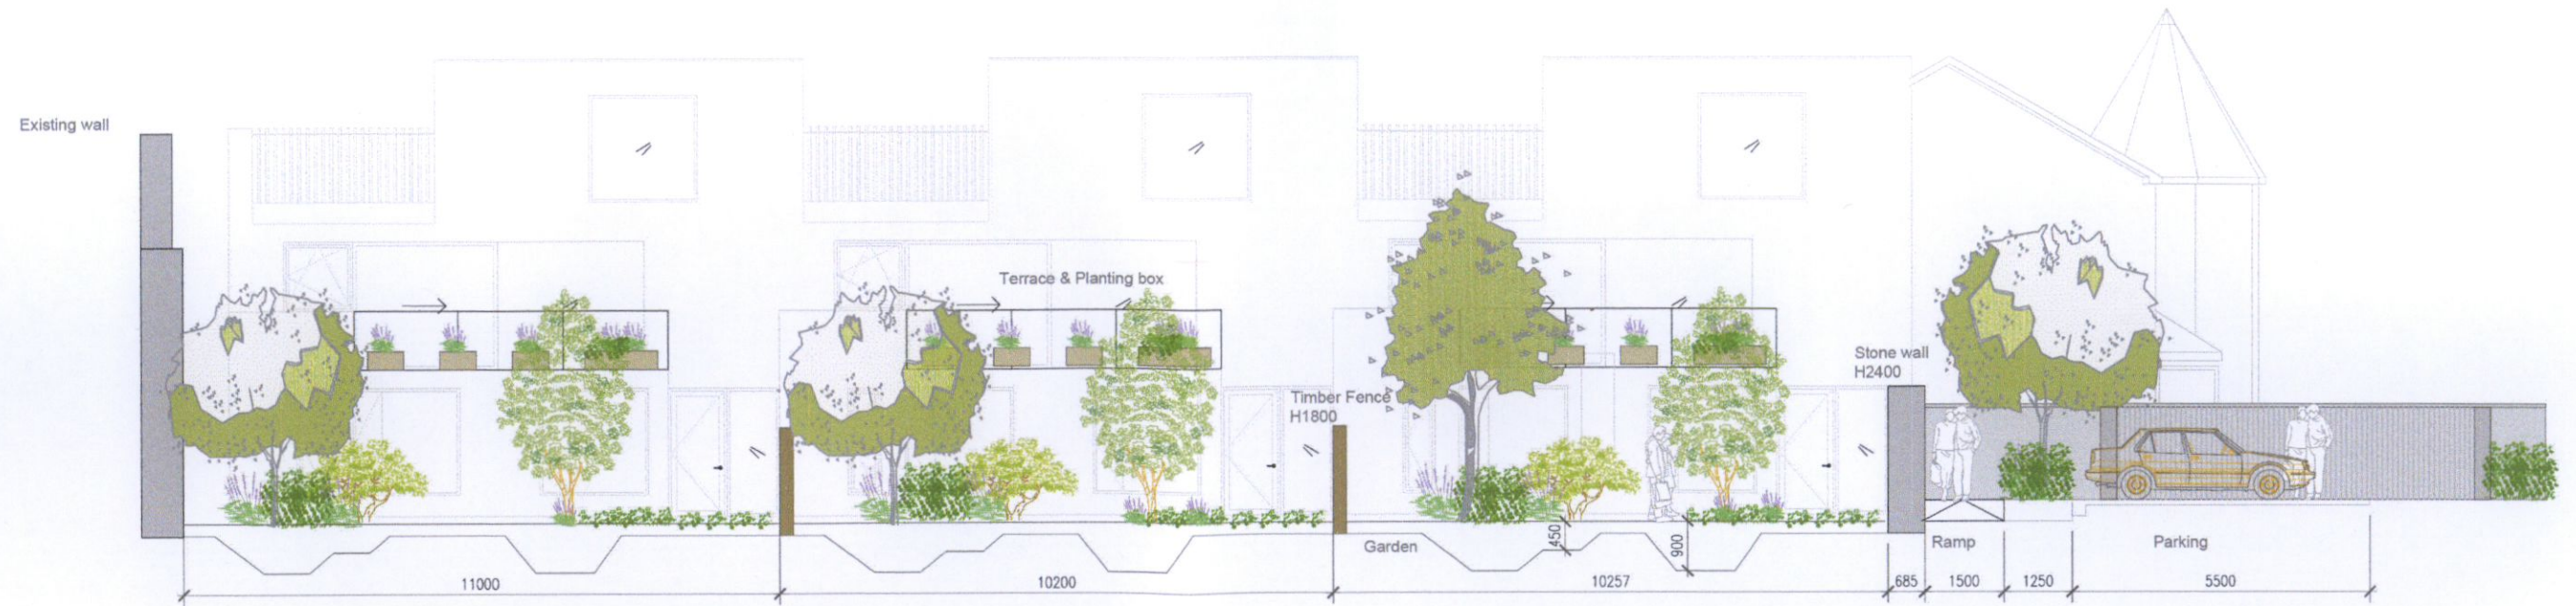 Existing wall
Terrace & Planting box
Timber Fence
H1800
Stone wall
H2400
Garden
450
900
Ramp
Parking
11000
10200
10257
685
1500
1250
5500